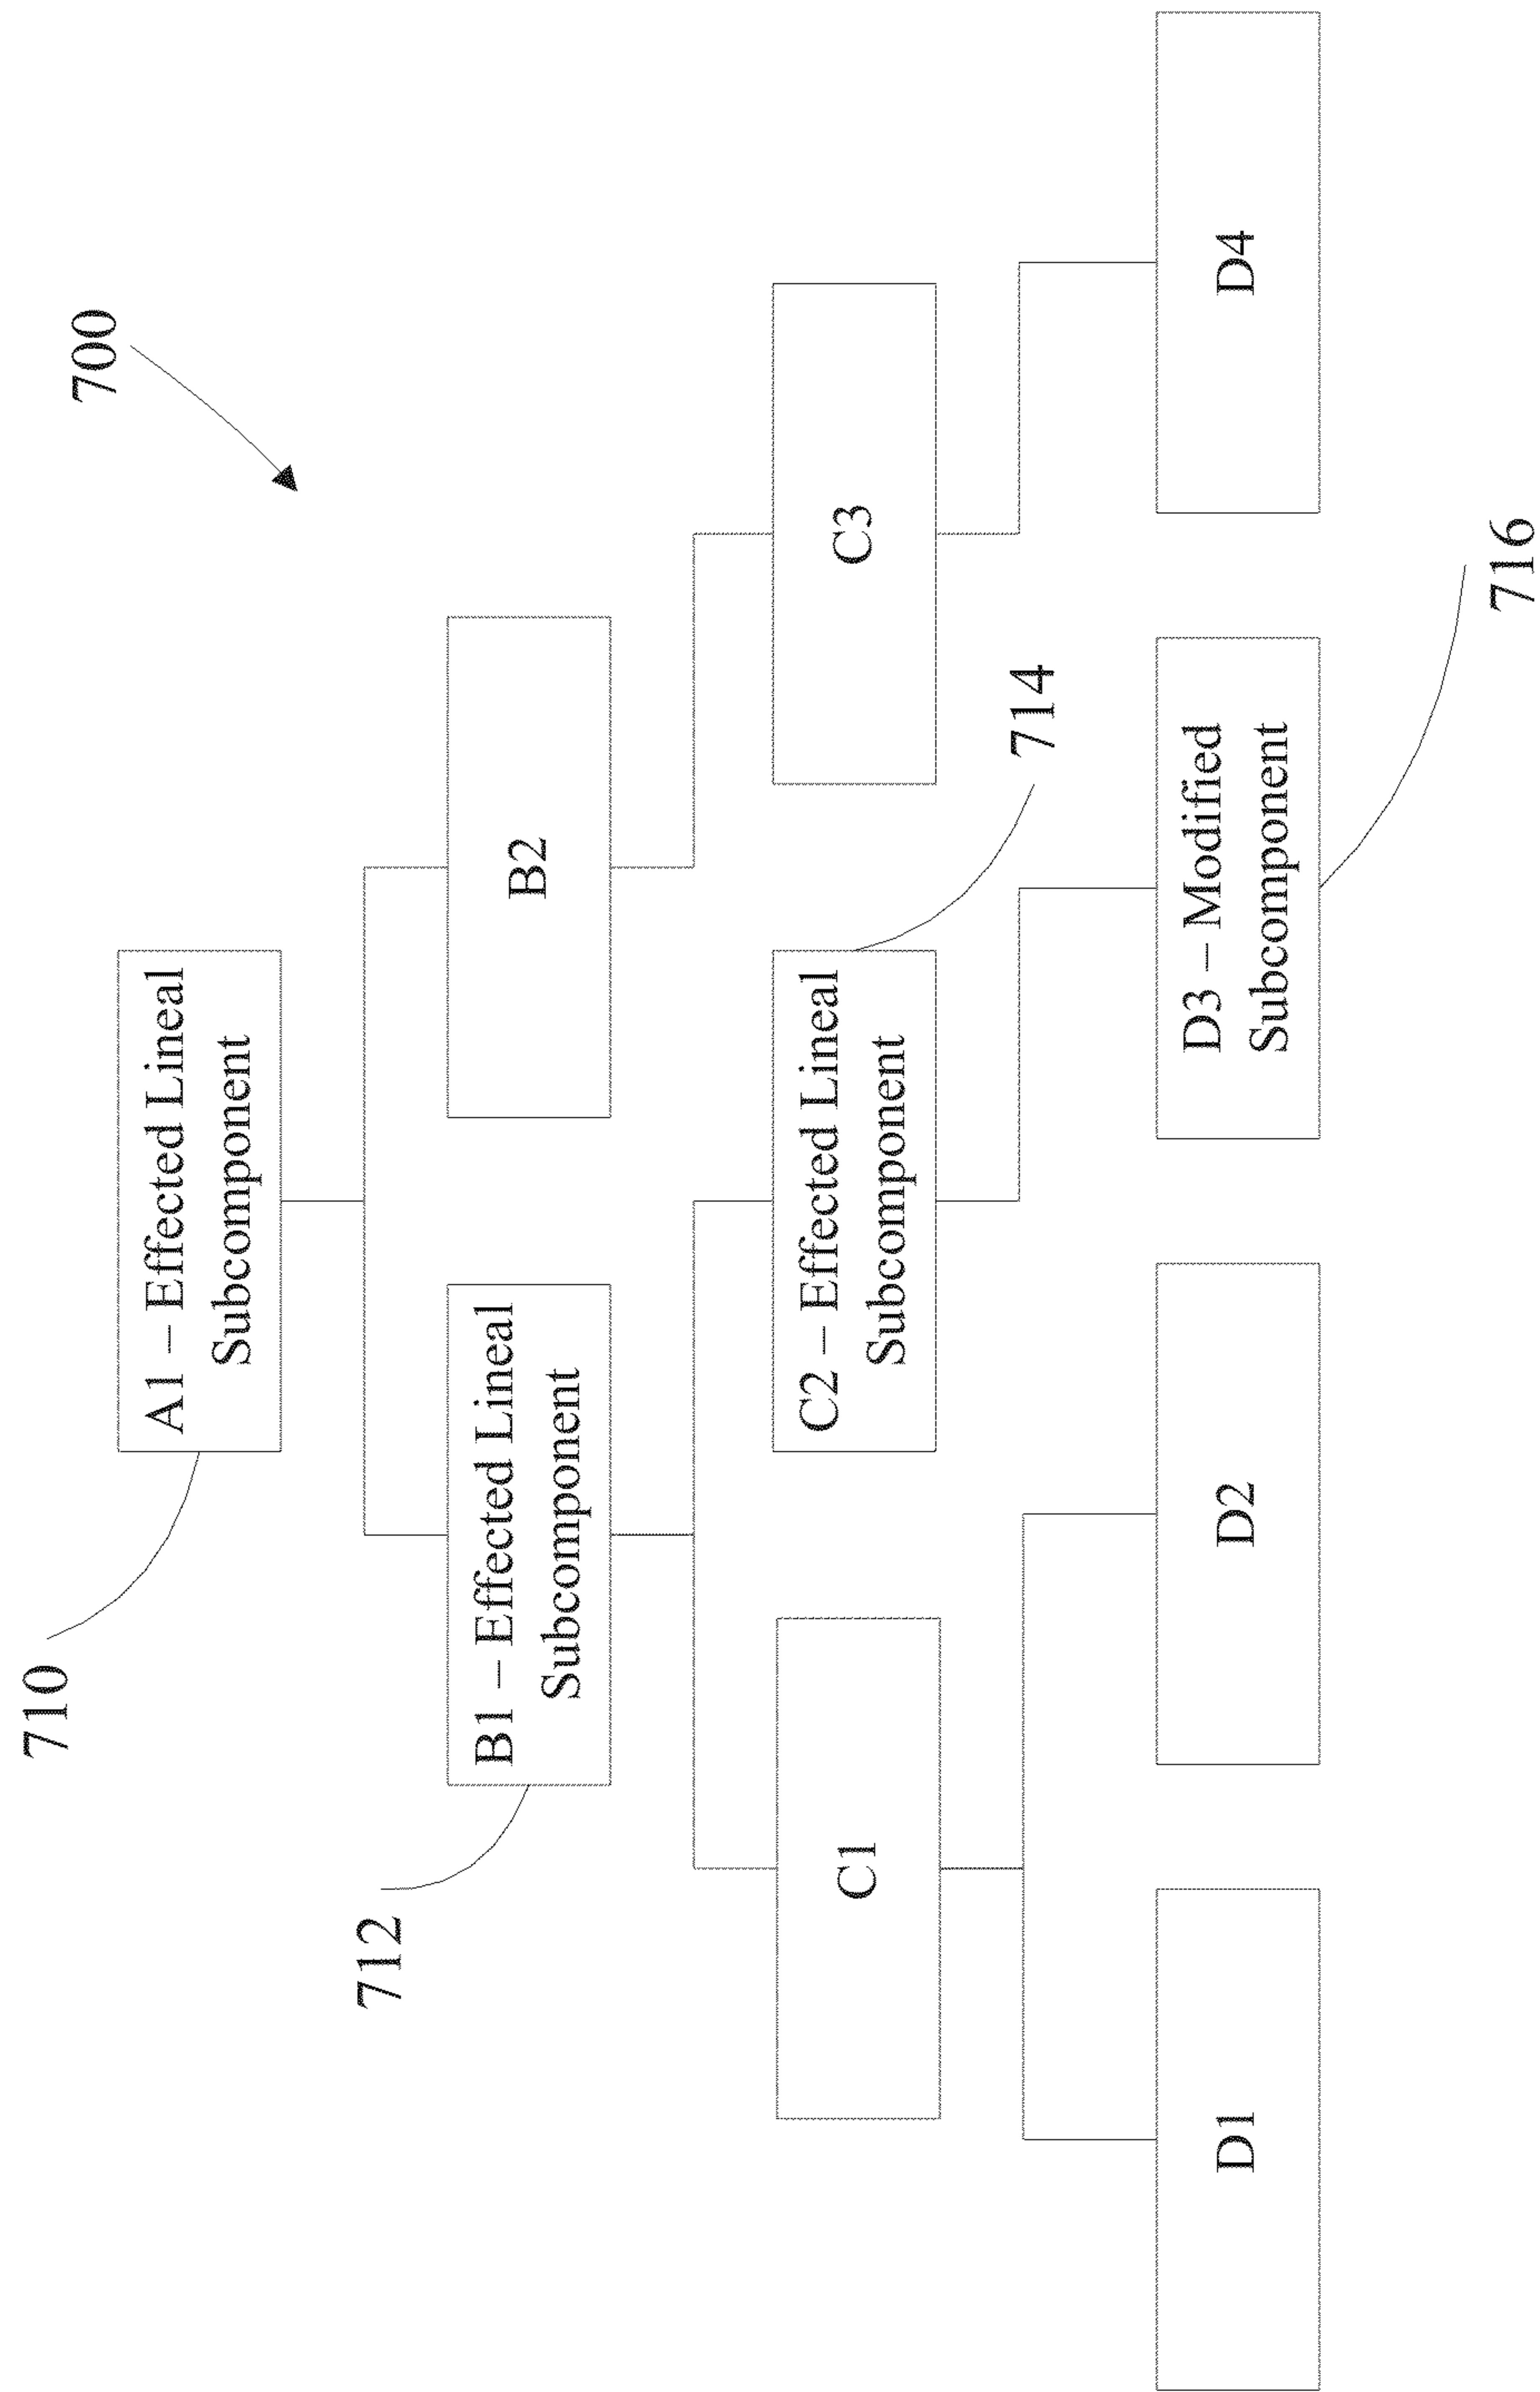 700
710
A1 – Effected Lineal
Subcomponent
712
B1 – Effected Lineal
Subcomponent
B2
C1
C2 – Effected Lineal
Subcomponent
714
C3
D1
D2
D3 – Modified
Subcomponent
D4
716